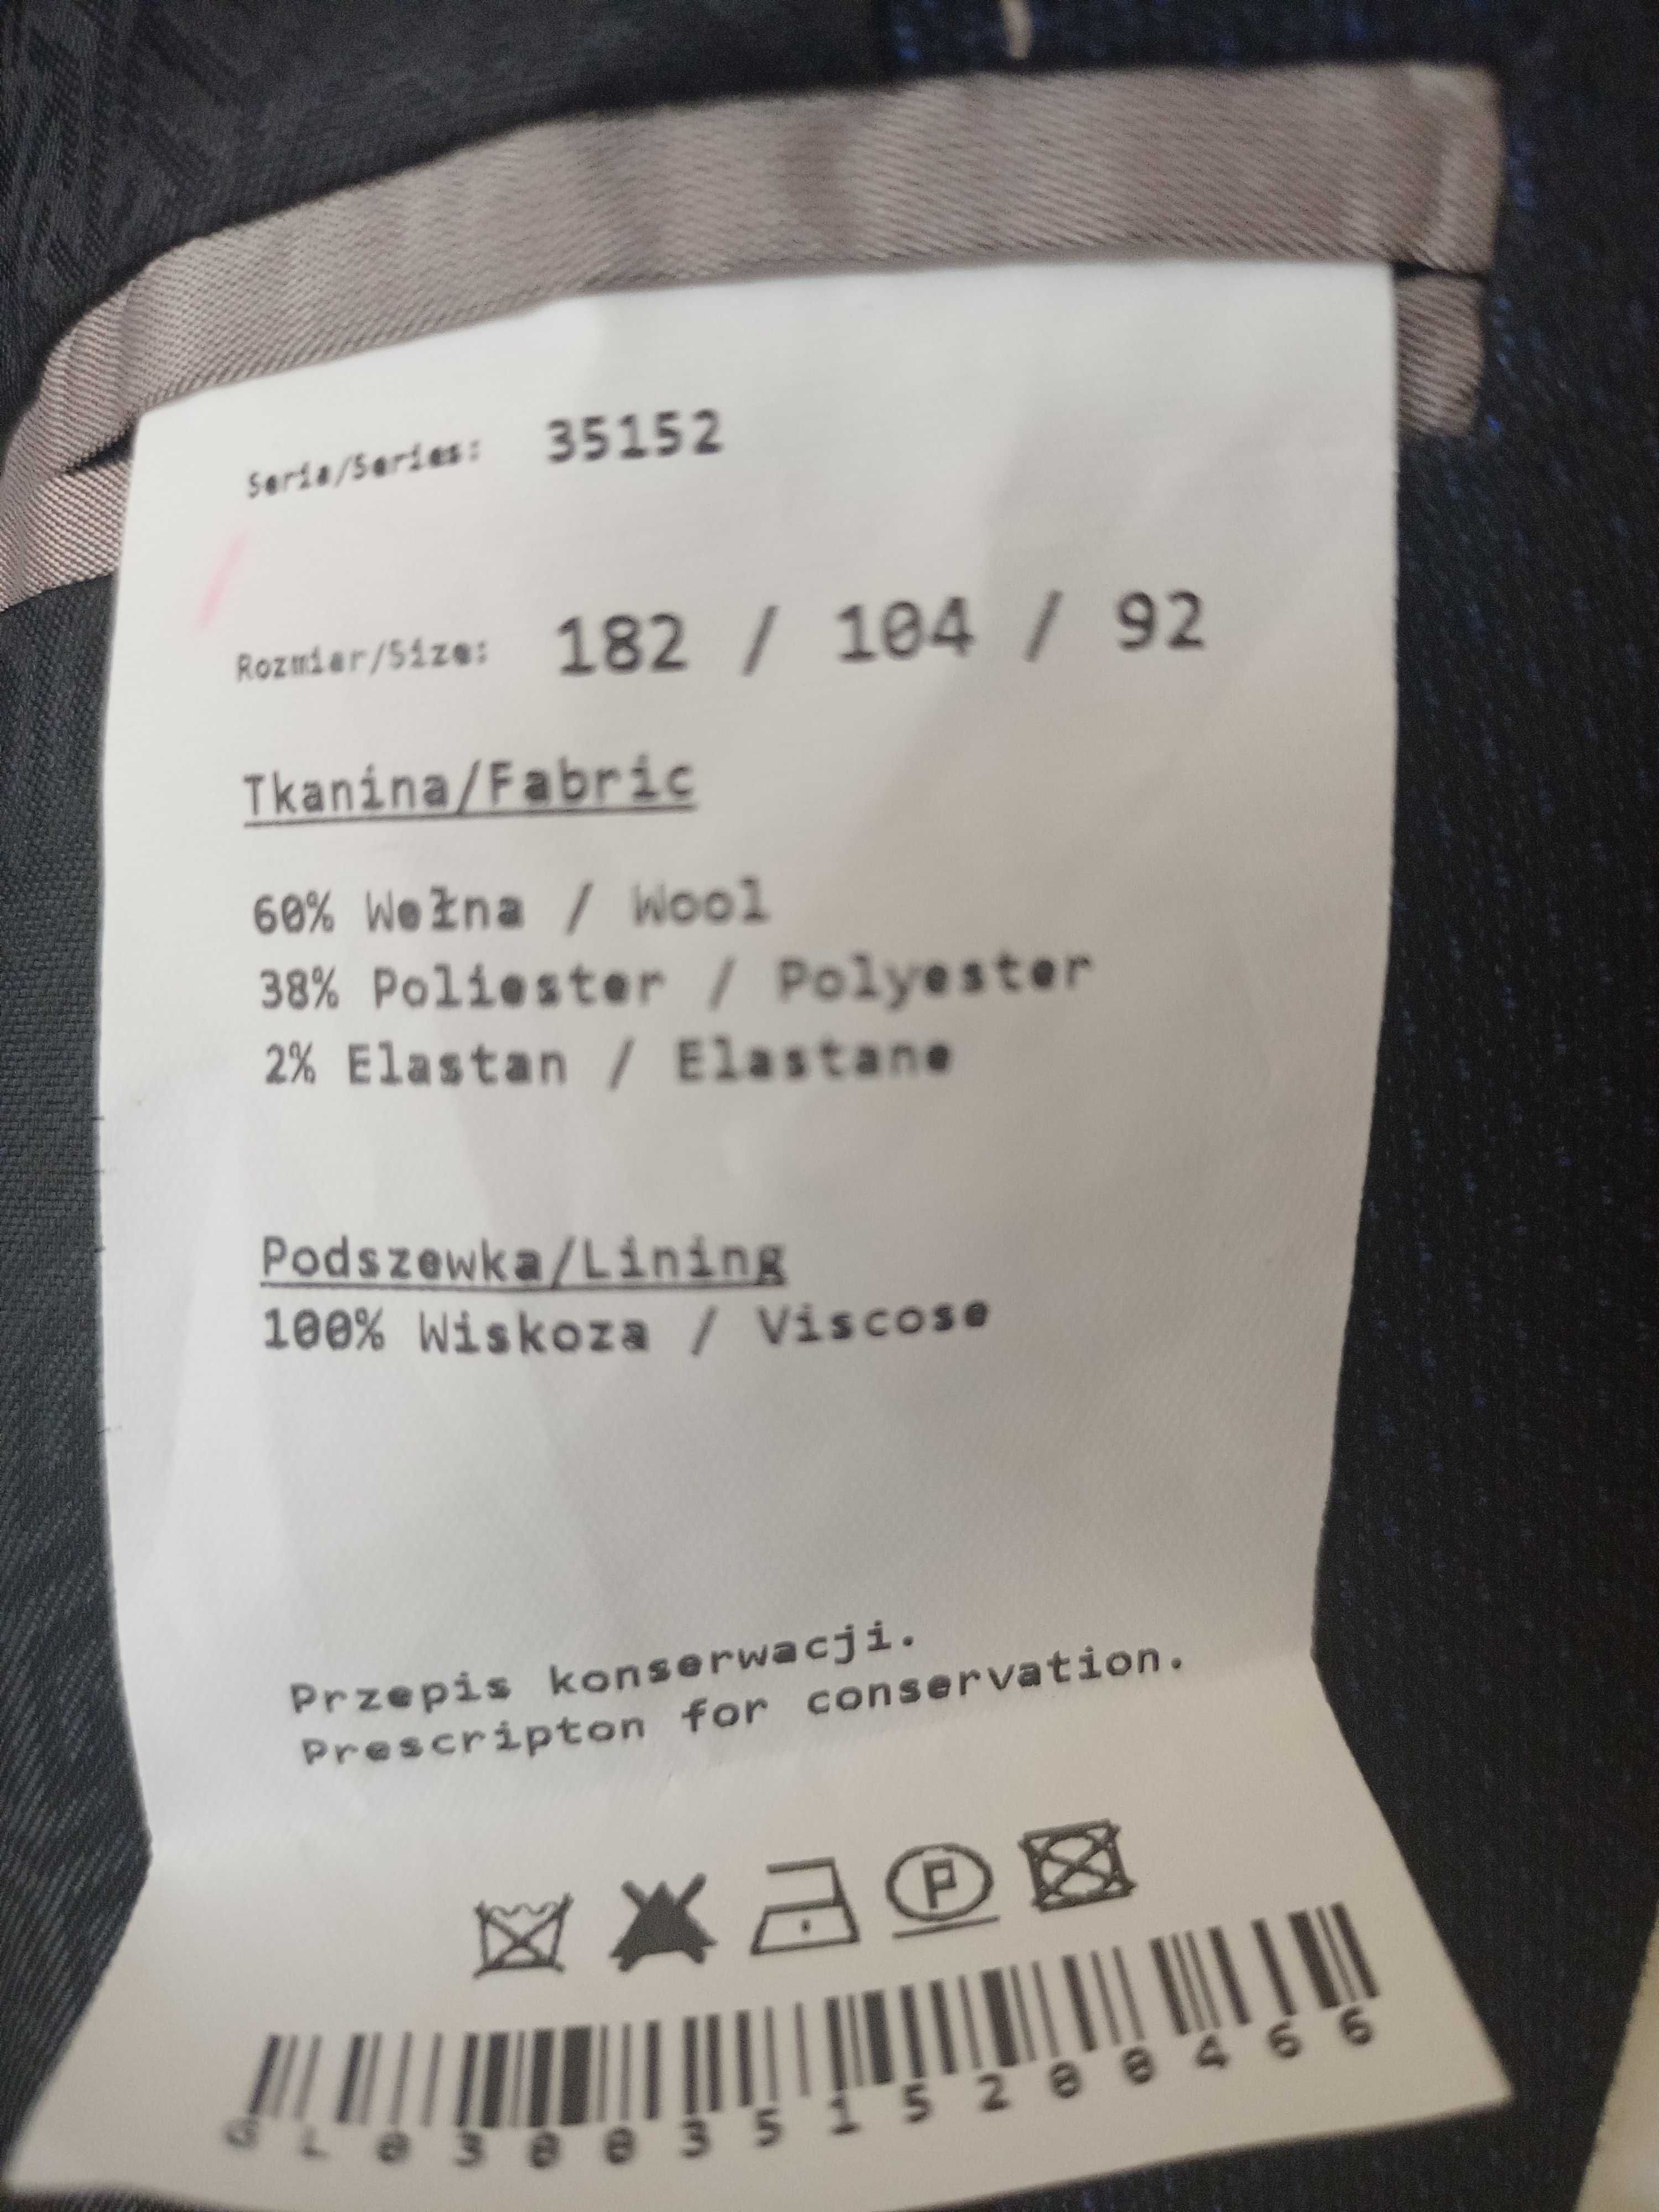 Seria/Series: 35152
Rozmiar/Size: 182 / 104 / 92
Tkanina/Fabric
60% Wełna / Wool
38% Poliester / Polyester
2% Elastan / Elastane
Podszewka/Lining
100% Wiskoza / Viscose
Przepis konserwacji.
Prescripton for conservation.
P
GL03003515200466